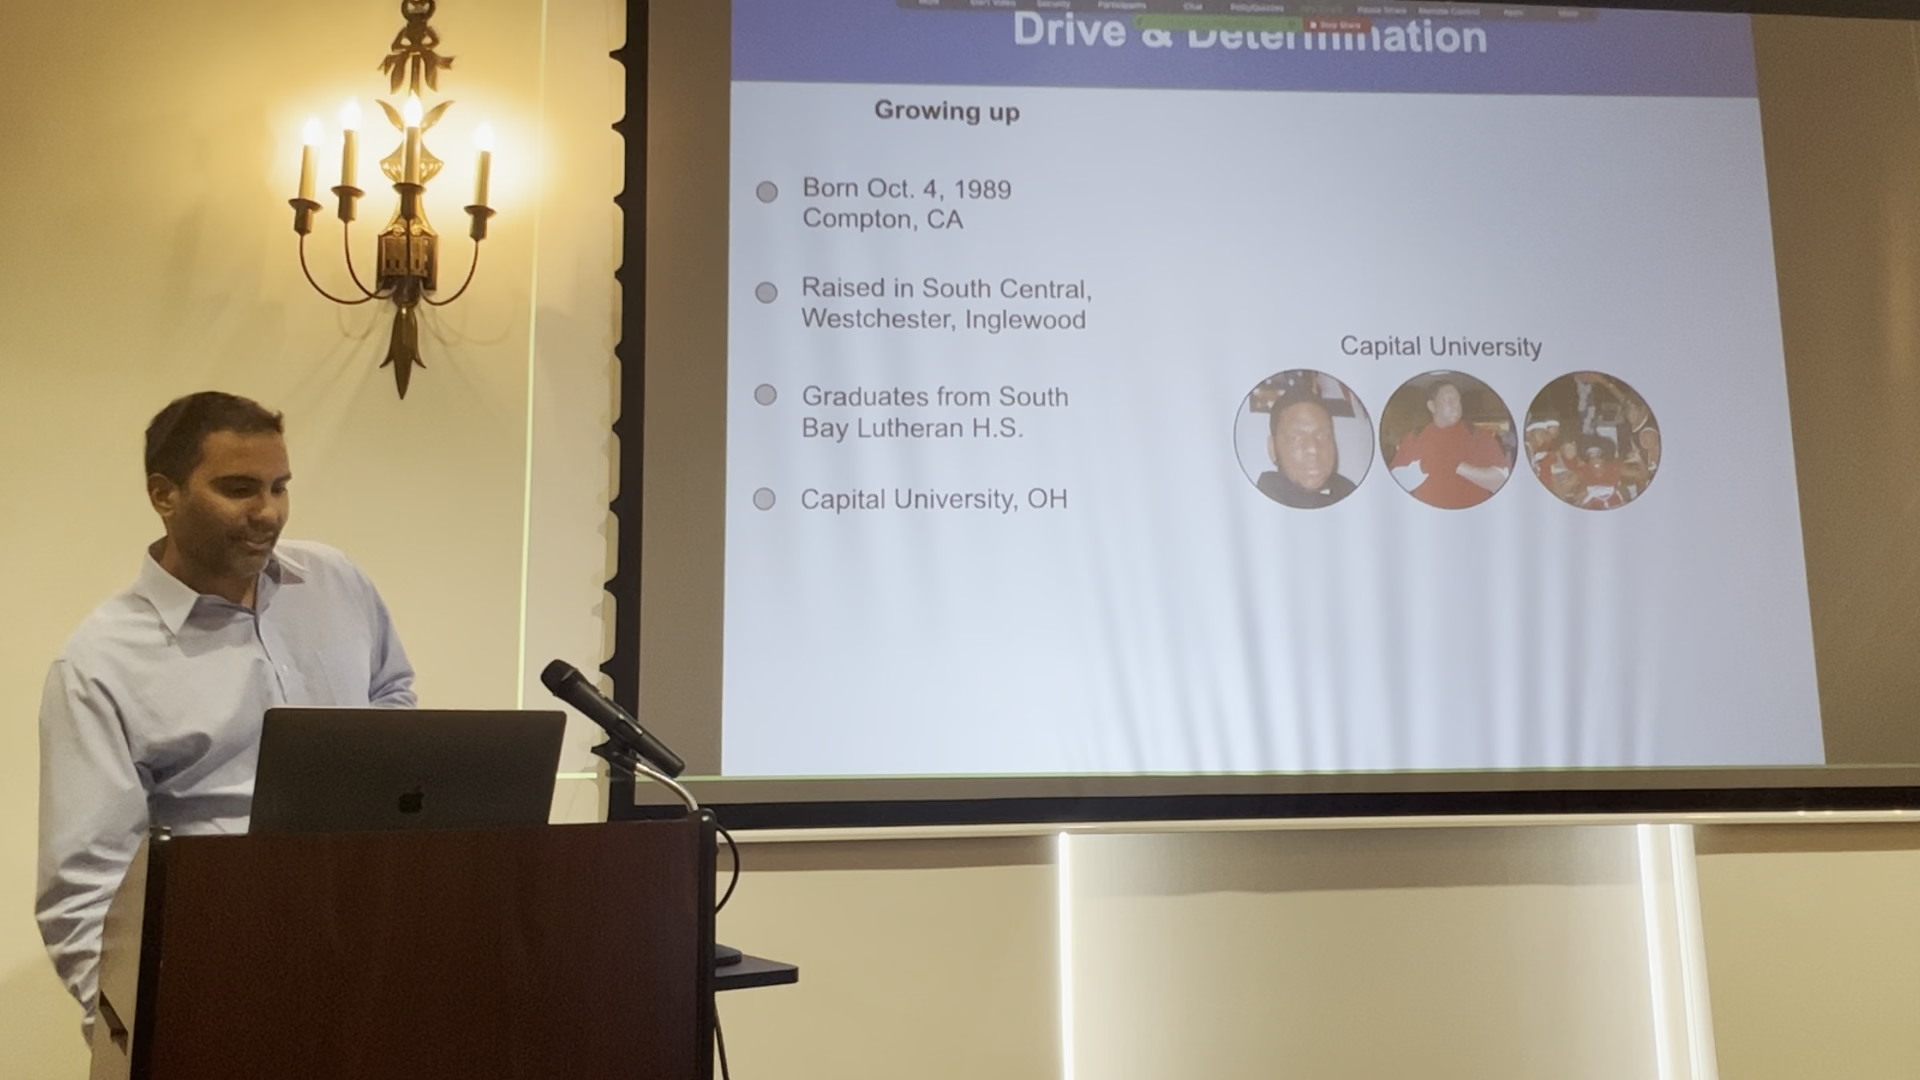 Drive & Determination
Growing up
Born Oct. 4, 1989
Compton, CA
Raised in South Central,
Westchester, Inglewood
Graduates from South
Bay Lutheran H.S.
Capital University, OH
Capital University